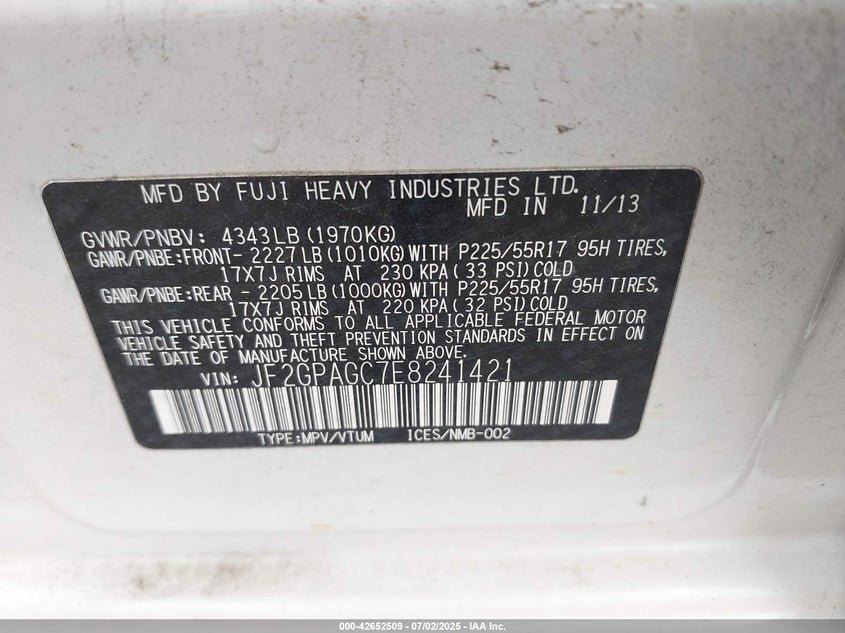 MFD BY FUJI HEAVY INDUSTRIES LTD.
MFD IN 11/13
GVWR/PNBV: 4343LB (1970KG)
GAWR/PNBE:FRONT- 2227LB (1010KG) WITH P225/55R17 95H TIRES,
17X7J RIMS AT 230 KPA( 33 PSI) COLD
GAWR/PNBE:REAR - 2205LB (1000KG) WITH P225/55R17 95H TIRES,
17X7J RIMS AT 220 KPA( 32 PSI) COLD
THIS VEHICLE CONFORMS TO ALL APPLICABLE FEDERAL MOTOR
VEHICLE SAFETY AND THEFT PREVENTION STANDARDS IN EFFECT ON
THE DATE OF MANUFACTURE SHOWN ABOVE.
VIN: JF2GPAGC7E8241421
TYPE:MPV/VTUM ICES/NMB-002
000-42652509 - 07/02/2025 - IAA Inc.